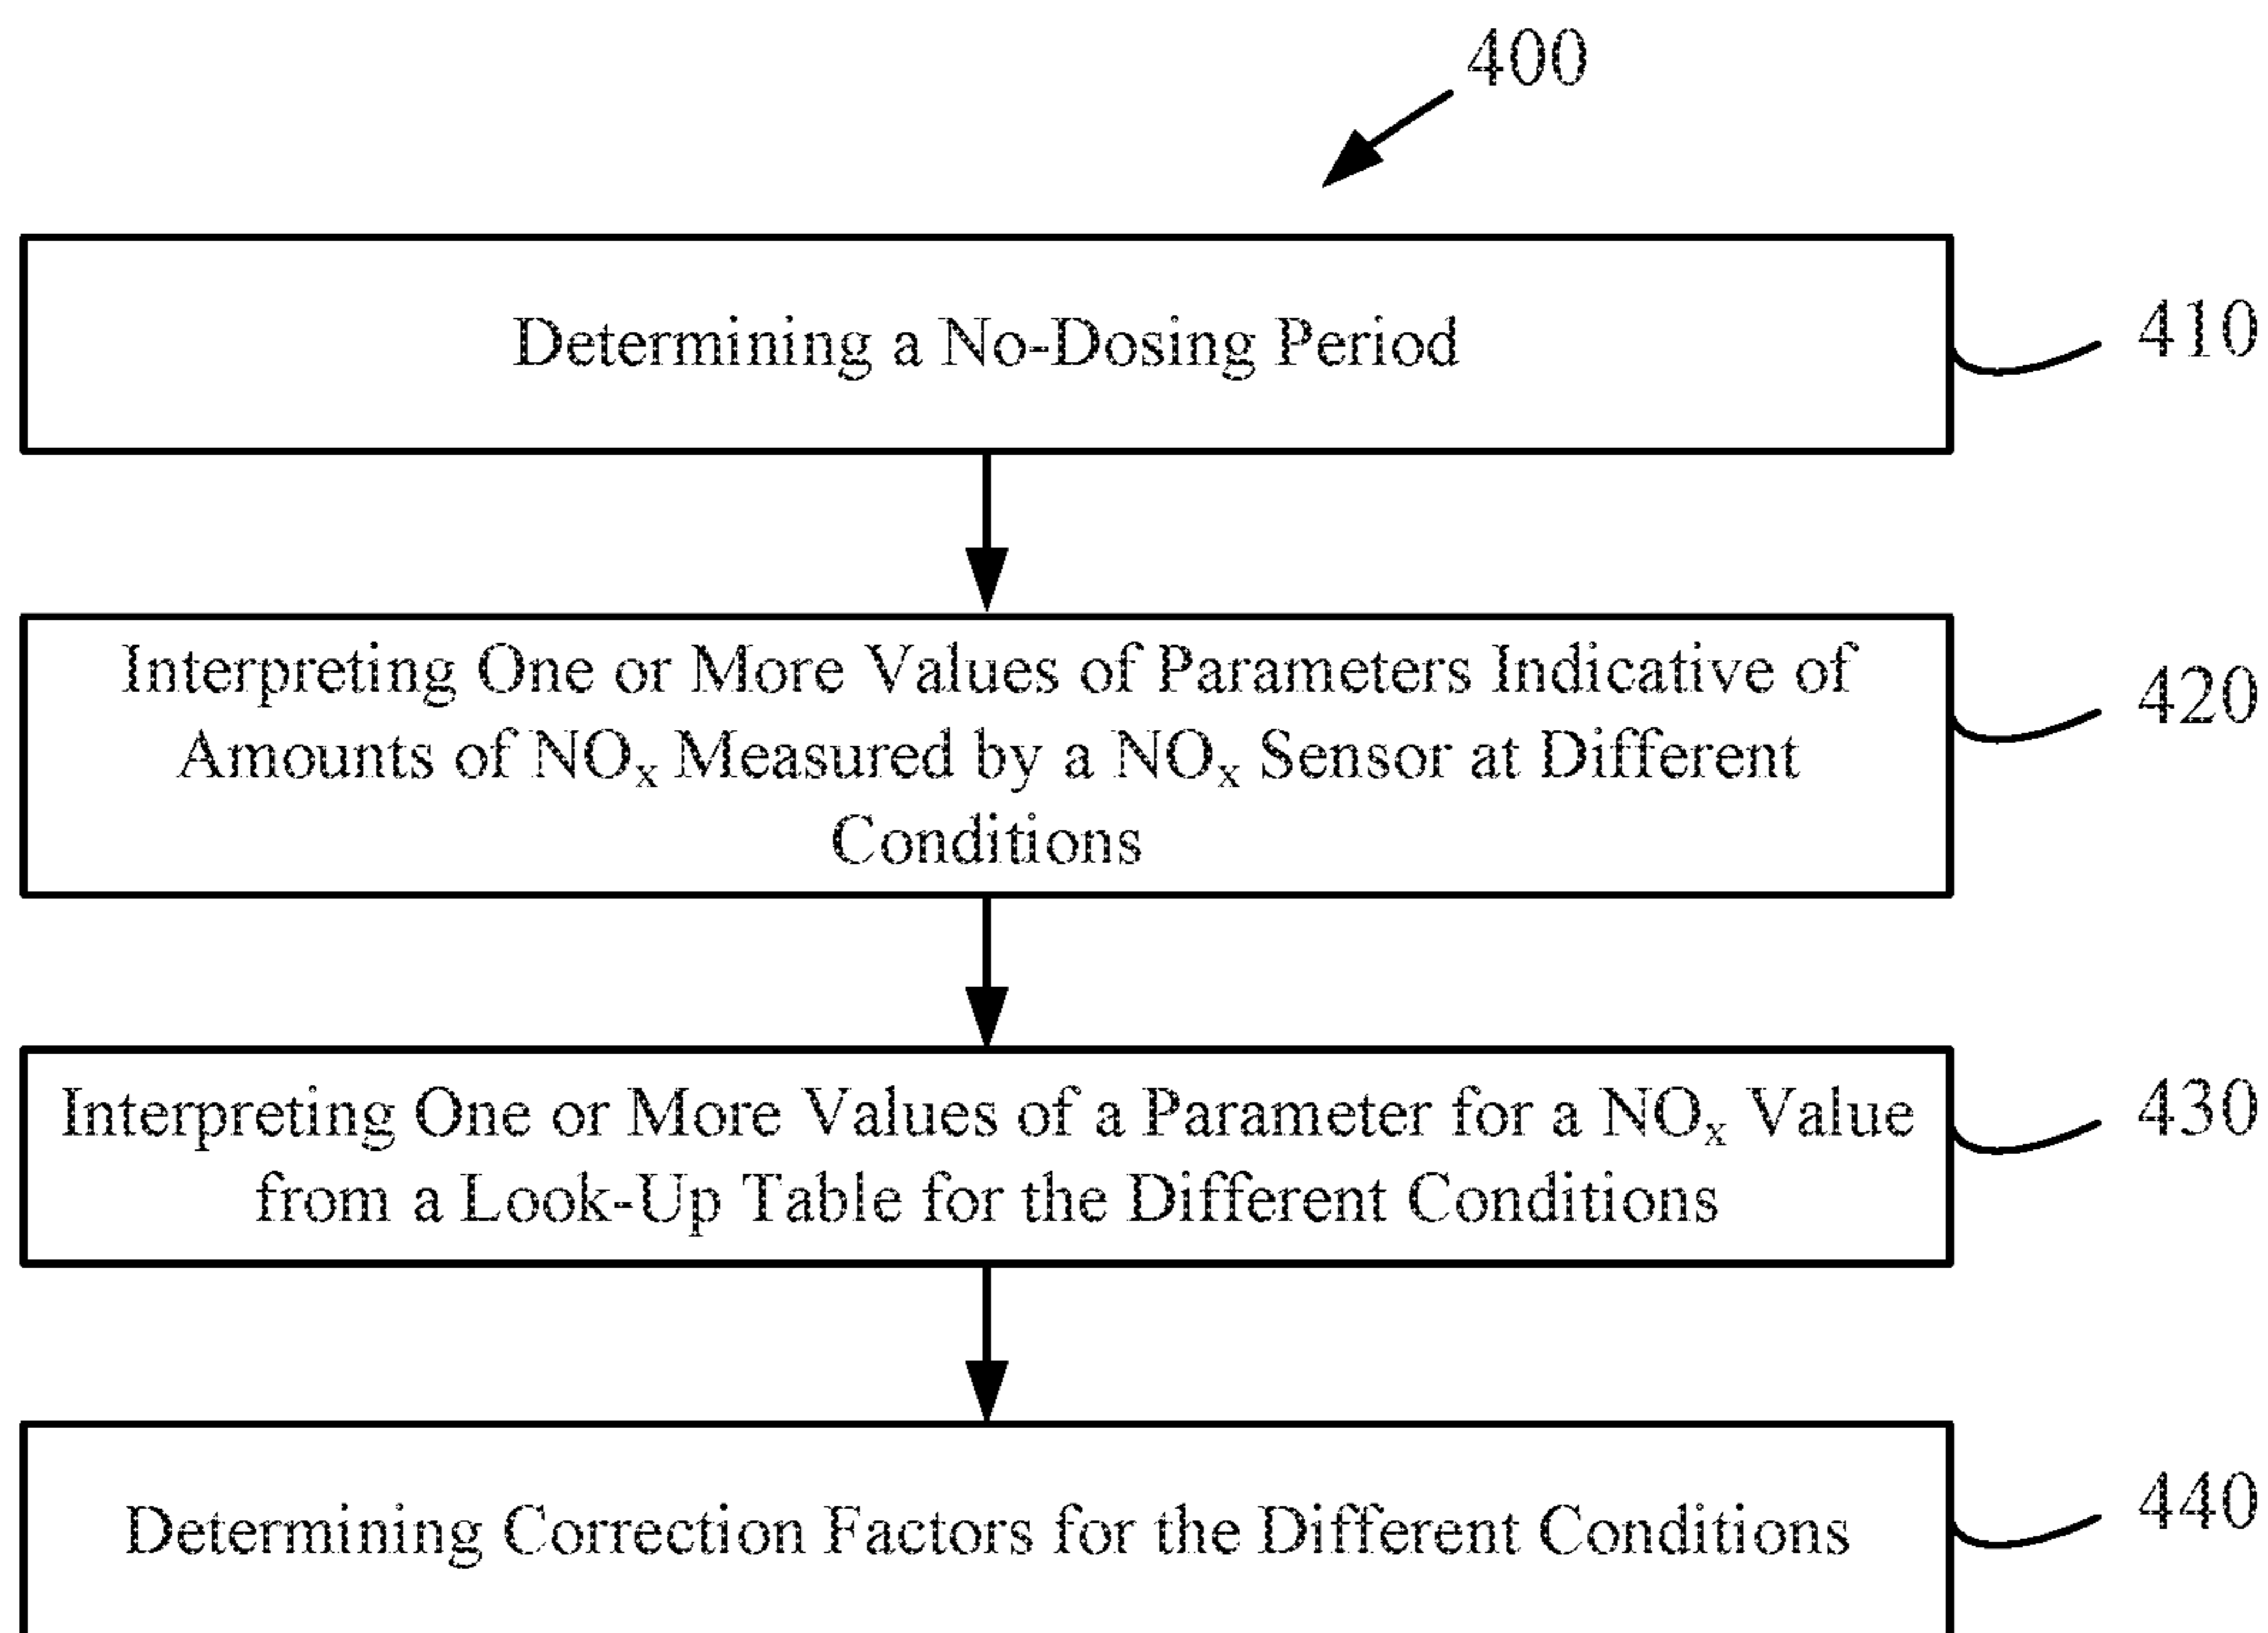 400
Determining a No-Dosing Period
410
Interpreting One or More Values of Parameters Indicative of
Amounts of NOx Measured by a NOx Sensor at Different
Conditions
420
Interpreting One or More Values of a Parameter for a NOx Value
from a Look-Up Table for the Different Conditions
430
Determining Correction Factors for the Different Conditions
440